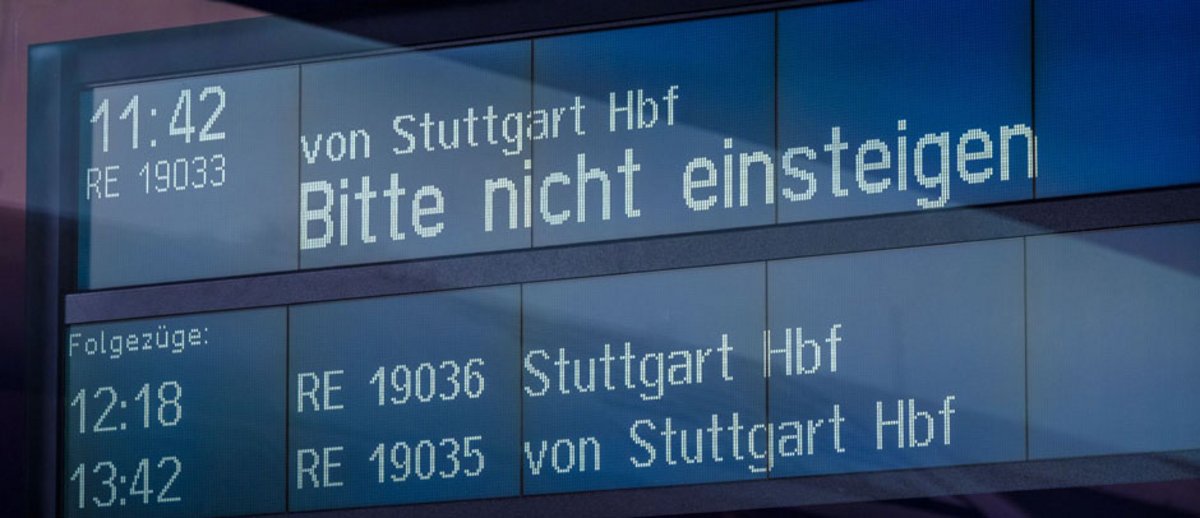 11:42
von Stuttgart Hbf
RE 19033
Bitte nicht einsteigen
Folgezüge:
12:18 RE 19036 Stuttgart Hbf
13:42 RE 19035 von Stuttgart Hbf